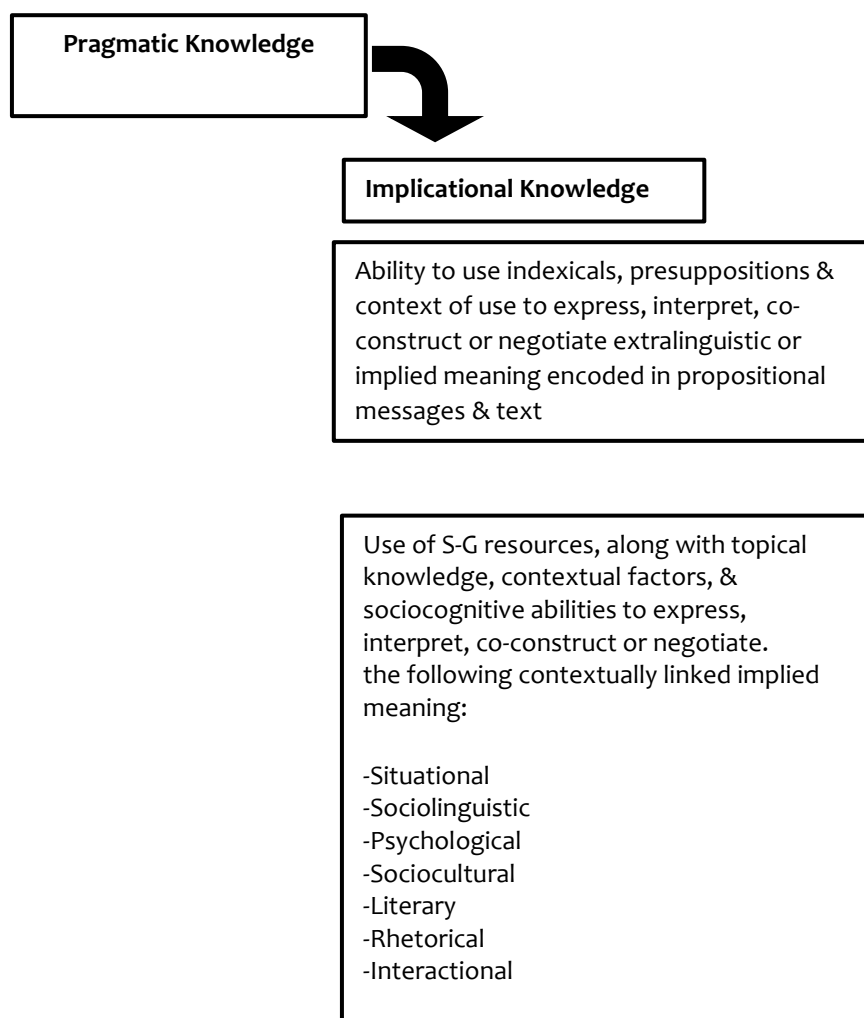 Pragmatic Knowledge
Implicational Knowledge
Ability to use indexicals, presuppositions &
context of use to express, interpret, co-
construct or negotiate extralinguistic or
implied meaning encoded in propositional
messages & text
Use of S-G resources, along with topical
knowledge, contextual factors, &
sociocognitive abilities to express,
interpret, co-construct or negotiate.
the following contextually linked implied
meaning:
-Situational
-Sociolinguistic
-Psychological
-Sociocultural
-Literary
-Rhetorical
-Interactional